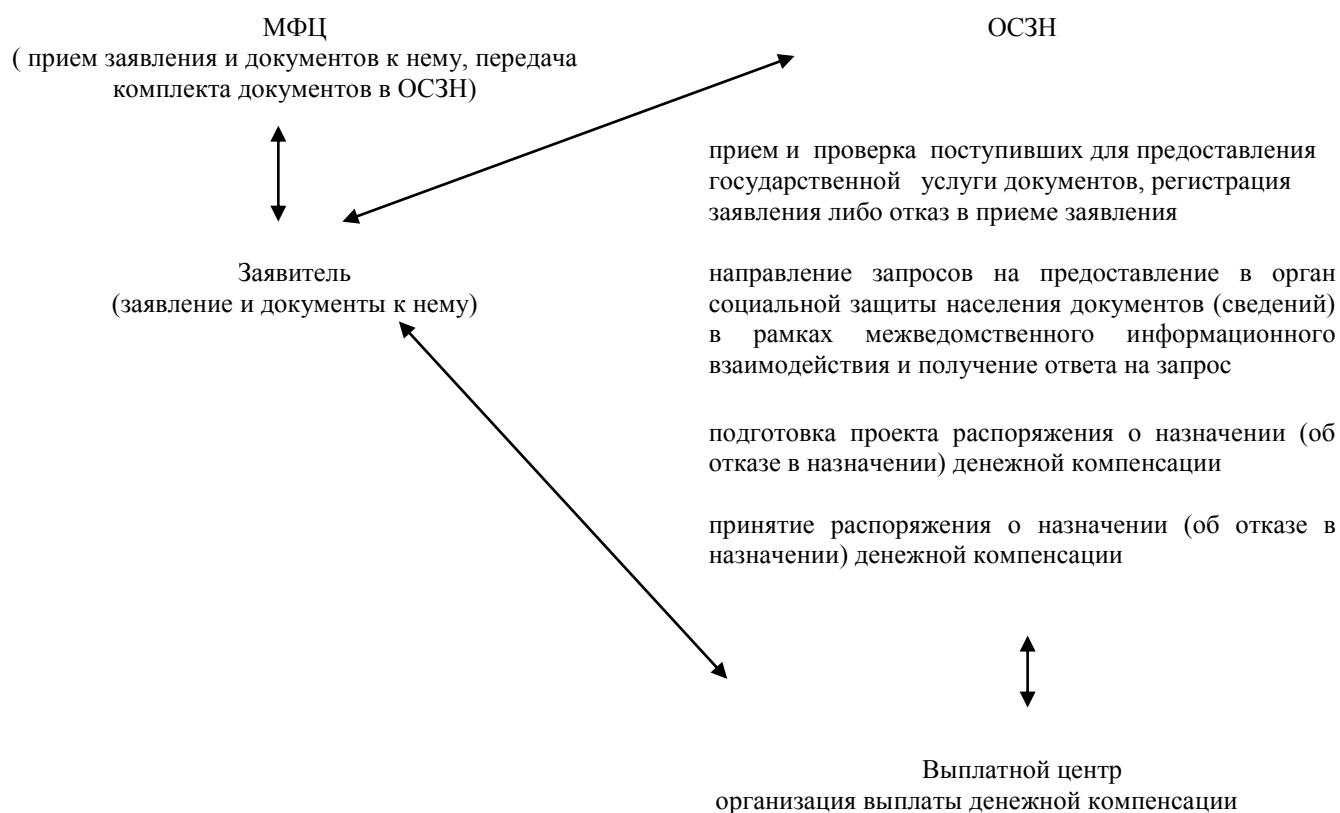 МФЦ
( прием заявления и документов к нему, передача
комплекта документов в ОСЗН)
Заявитель
(заявление и документы к нему)
ОСЗН
прием и проверка поступивших для предоставления
государственной услуги документов, регистрация
заявления либо отказ в приеме заявления
направление запросов на предоставление в орган
социальной защиты населения документов (сведений)
в рамках межведомственного информационного
взаимодействия и получение ответа на запрос
подготовка проекта распоряжения о назначении (об
отказе в назначении) денежной компенсации
принятие распоряжения о назначении (об отказе в
назначении) денежной компенсации
Выплатной центр
организация выплаты денежной компенсации